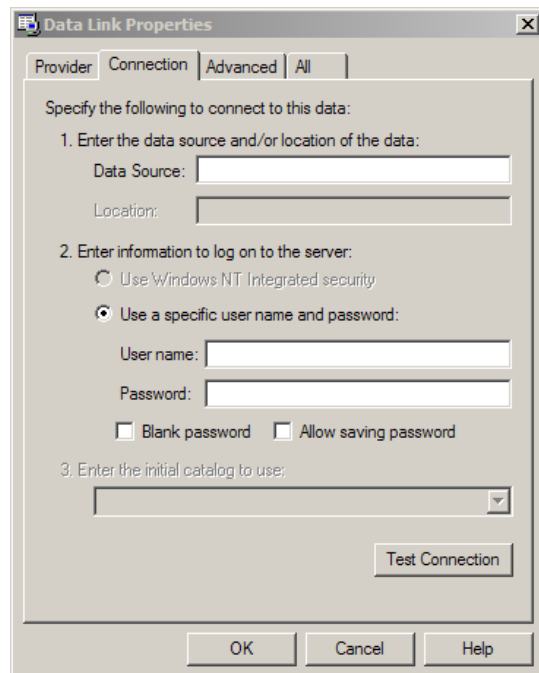 Data Link Properties
Provider Connection Advanced All
Specify the following to connect to this data:
1. Enter the data source and/or location of the data:
Data Source:
Location:
2. Enter information to log on to the server:
Use Windows NT Integrated security
Use a specific user name and password:
User name:
Password:
Blank password Allow saving password
3. Enter the initial catalog to use:
Test Connection
OK Cancel Help